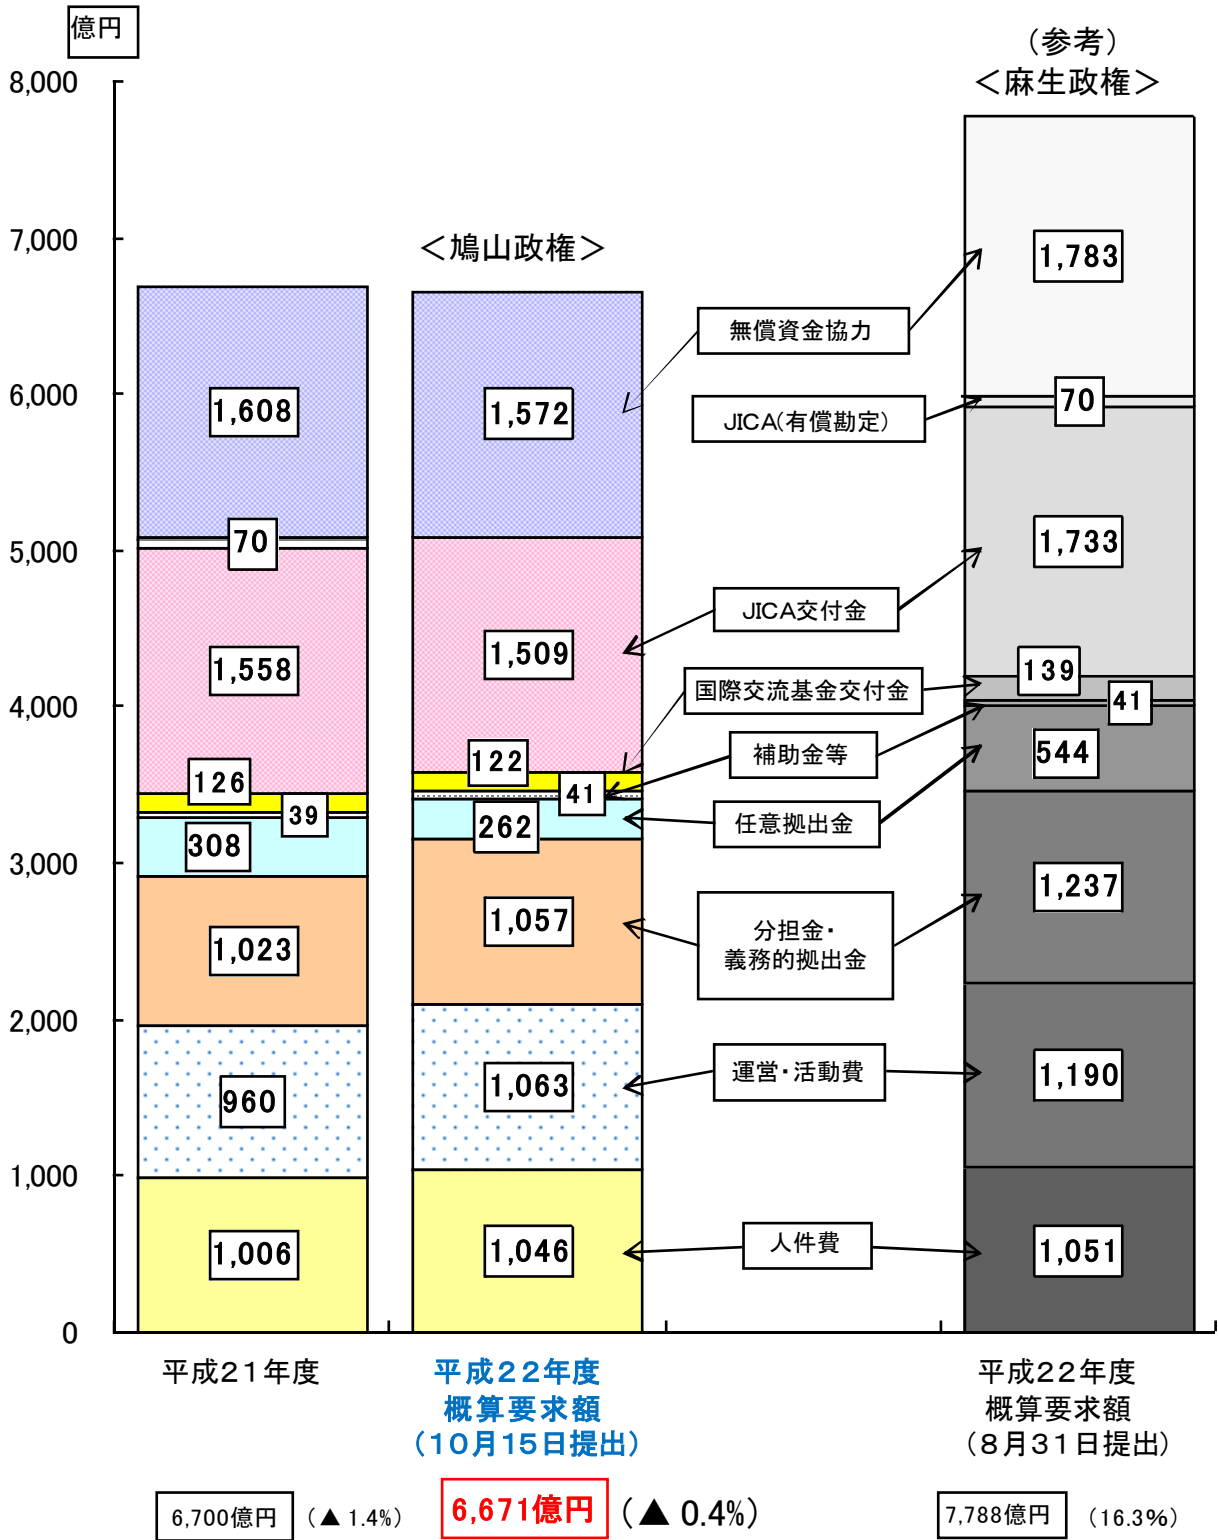 億円
(参考)
＜麻生政権＞
8,000
7,000
6,000
5,000
4,000
3,000
2,000
1,000
0
＜鳩山政権＞
1,608
70
1,558
126
39
308
1,023
960
1,006
1,572
1,509
122
41
262
1,057
1,063
1,046
無償資金協力
JICA(有償勘定)
JICA交付金
国際交流基金交付金
補助金等
任意拠出金
分担金・
義務的拠出金
運営・活動費
人件費
1,783
70
1,733
139
41
544
1,237
1,190
1,051
平成21年度
平成22年度
概算要求額
(10月15日提出)
平成22年度
概算要求額
(8月31日提出)
6,700億円 (▲ 1.4%)
6,671億円 (▲ 0.4%)
7,788億円 (16.3%)